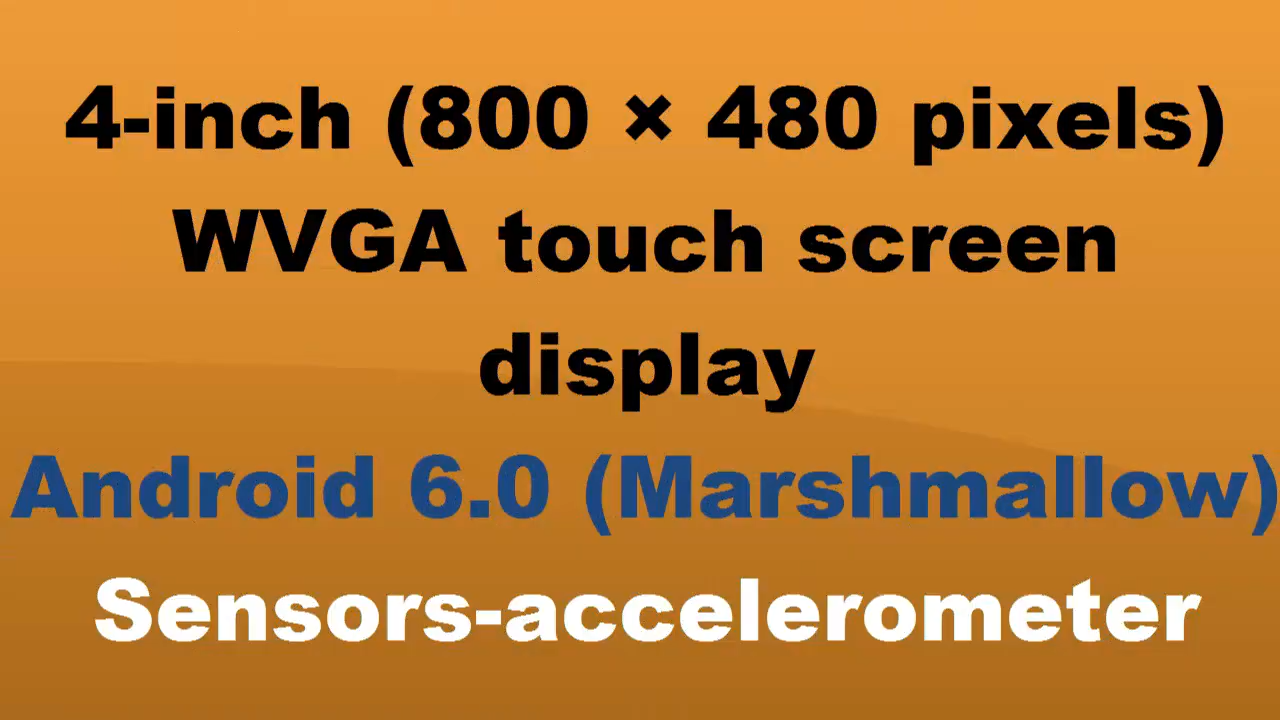 4-inch (800 × 480 pixels)
WVGA touch screen
display
Android 6.0 (Marshmallow)
Sensors-accelerometer